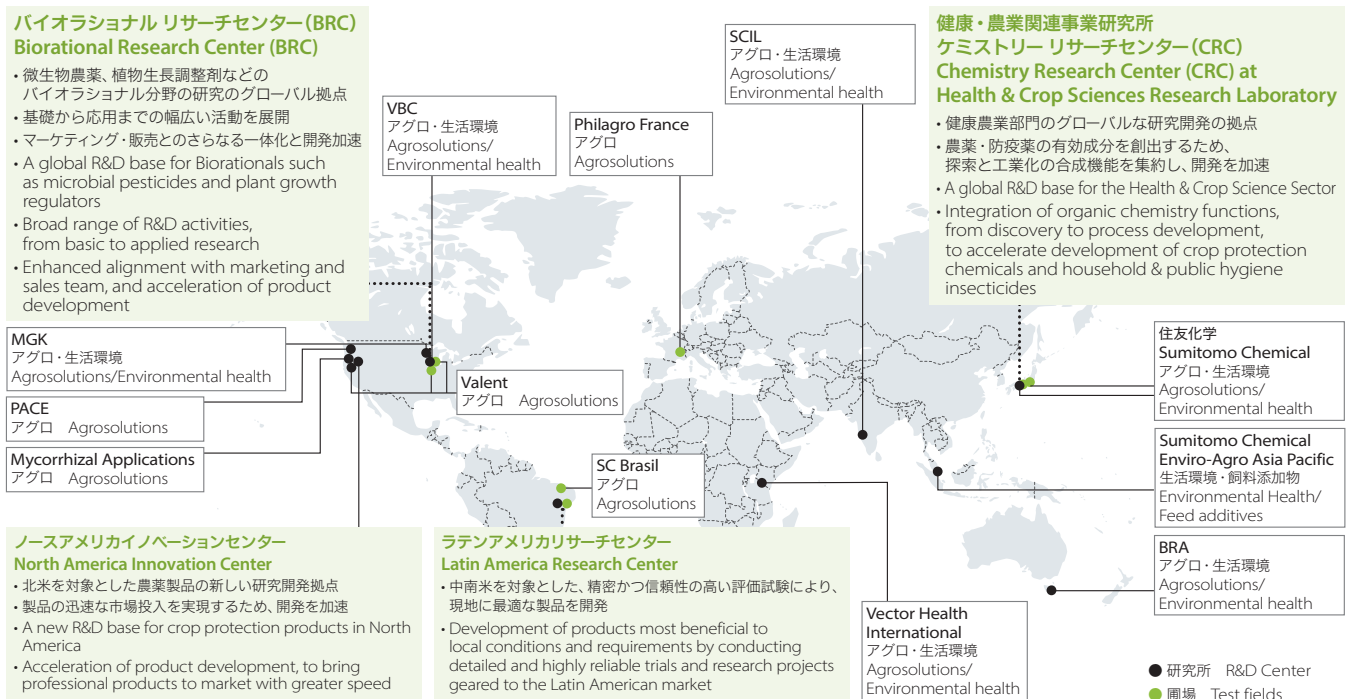 バイオラショナル リサーチセンター(BRC)
Biorational Research Center (BRC)
・微生物農薬、植物生長調整剤などの
バイオラショナル分野の研究のグローバル拠点
・基礎から応用までの幅広い活動を展開
・マーケティング・販売とのさらなる一体化と開発加速
・A global R&D base for Biorationals such
as microbial pesticides and plant growth
regulators
・Broad range of R&D activities,
from basic to applied research
・Enhanced alignment with marketing and
sales team, and acceleration of product
development
VBC
アグロ・生活環境
Agrosolutions/
Environmental health
Philagro France
アグロ
Agrosolutions
SCIL
アグロ・生活環境
Agrosolutions/
Environmental health
健康・農業関連事業研究所
ケミストリー リサーチセンター(CRC)
Chemistry Research Center (CRC) at
Health & Crop Sciences Research Laboratory
・健康農業部門のグローバルな研究開発の拠点
・農薬・防疫薬の有効成分を創出するため、
探索と工業化の合成機能を集約し、開発を加速
・A global R&D base for the Health & Crop Science Sector
・Integration of organic chemistry functions,
from discovery to process development,
to accelerate development of crop protection
chemicals and household & public hygiene
insecticides
MGK
アグロ・生活環境
Agrosolutions/Environmental health
PACE
アグロ Agrosolutions
Mycorrhizal Applications
アグロ Agrosolutions
Valent
アグロ Agrosolutions
SC Brasil
アグロ
Agrosolutions
住友化学
Sumitomo Chemical
アグロ・生活環境
Agrosolutions/
Environmental health
Sumitomo Chemical
Enviro-Agro Asia Pacific
生活環境・飼料添加物
Environmental Health/
Feed additives
BRA
アグロ・生活環境
Agrosolutions/
Environmental health
ノースアメリカイノベーションセンター
North America Innovation Center
・北米を対象とした農薬製品の新しい研究開発拠点
・製品の迅速な市場投入を実現するため、開発を加速
・A new R&D base for crop protection products in North
America
・Acceleration of product development, to bring
professional products to market with greater speed
ラテンアメリカリサーチセンター
Latin America Research Center
・中南米を対象とした、精密かつ信頼性の高い評価試験により、
現地に最適な製品を開発
・Development of products most beneficial to
local conditions and requirements by conducting
detailed and highly reliable trials and research projects
geared to the Latin American market
Vector Health
International
アグロ・生活環境
Agrosolutions/
Environmental health
研究所 R&D Center
圃場 Test fields